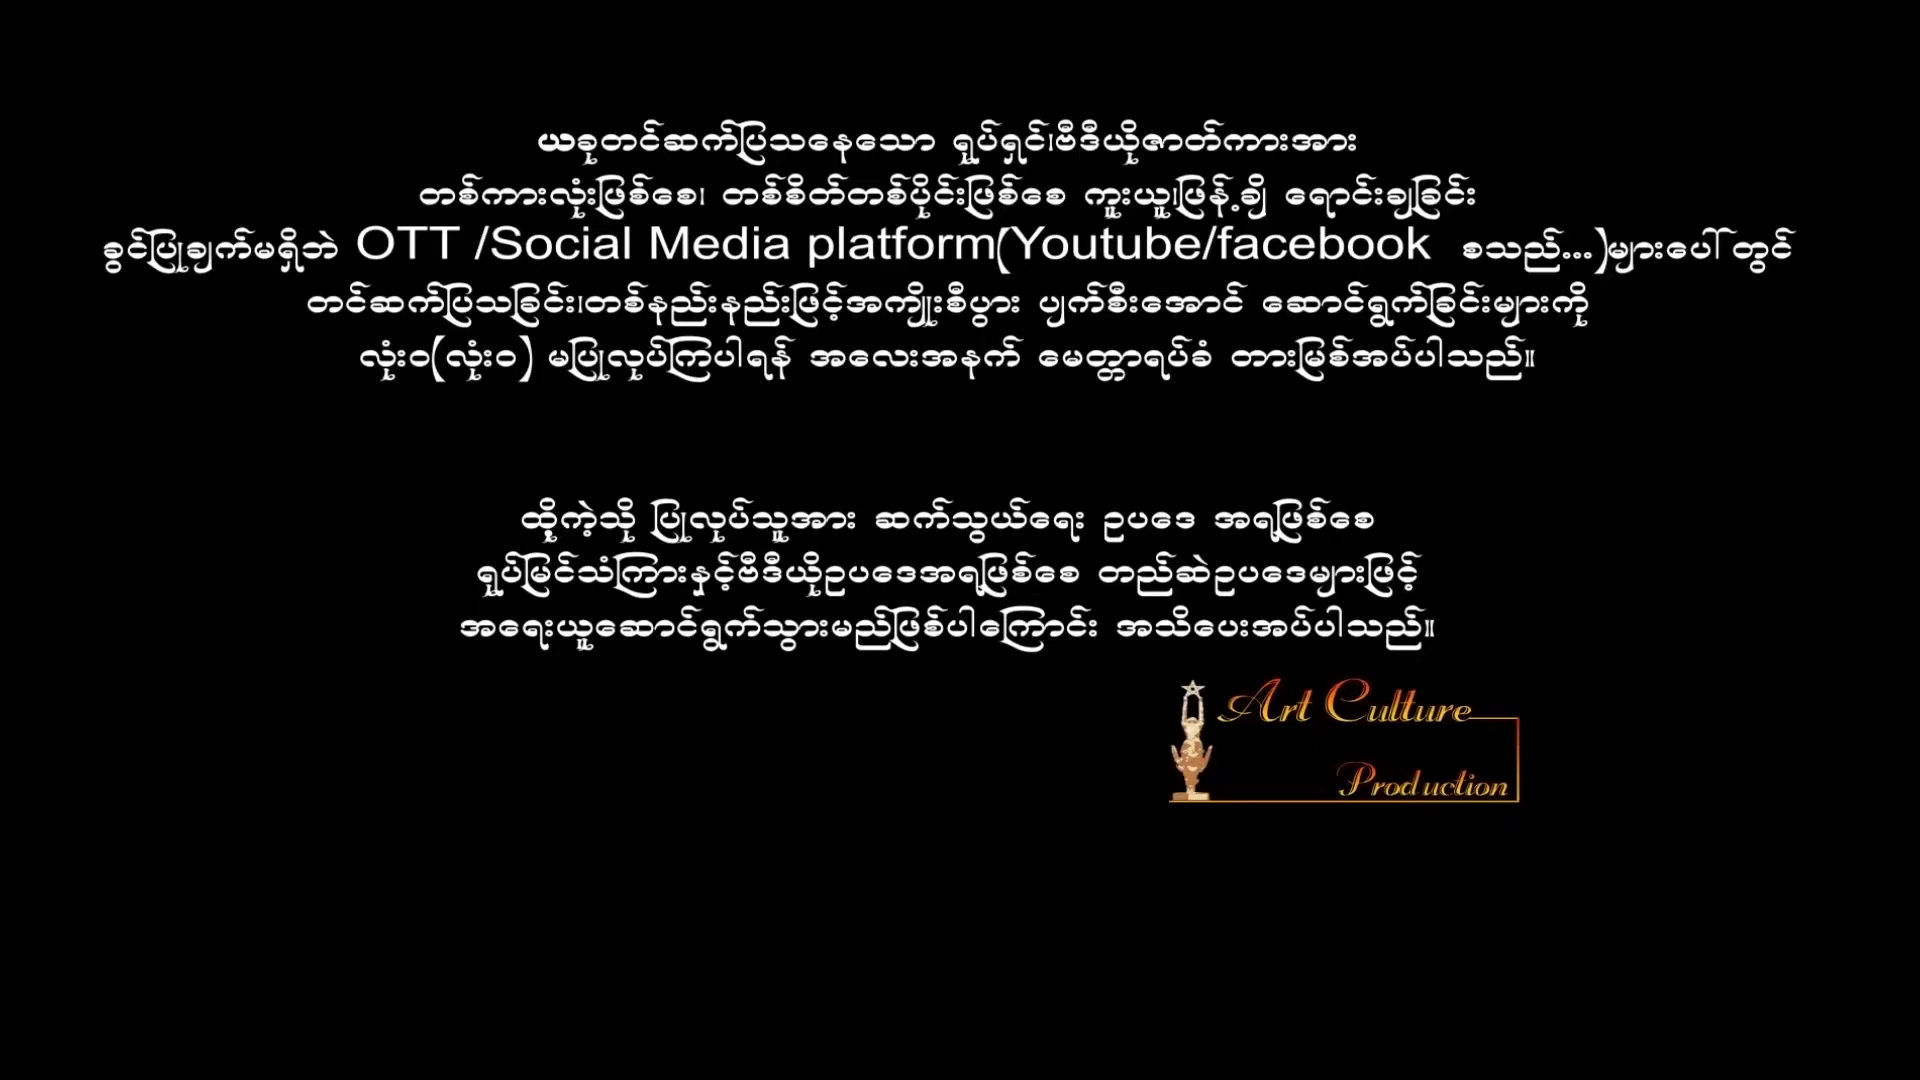 ယခုတင်ဆက်ပြသနေသော ရုပ်ရှင်၊ဗီဒီယိုဇာတ်ကားအား
တစ်ကားလုံးဖြစ်စေ၊ တစ်စိတ်တစ်ပိုင်းဖြစ်စေ ကူးယူ၊ဖြန့်ချိ ရောင်းချခြင်း
ခွင်ပြုချက်မရှိဘဲ OTT /Social Media platform(Youtube/facebook စသည်...)များပေါ်တွင်
တင်ဆက်ပြသခြင်း၊တစ်နည်းနည်းဖြင့်အကျိုးစီပွား ပျက်စီးအောင် ဆောင်ရွက်ခြင်းများကို
လုံးဝ(လုံးဝ) မပြုလုပ်ကြပါရန် အလေးအနက် မေတ္တာရပ်ခံ တားမြစ်အပ်ပါသည်။
ထို့ကဲ့သို့ ပြုလုပ်သူအား ဆက်သွယ်ရေး ဥပဒေ အရဖြစ်စေ
ရုပ်မြင်သံကြားနှင့်ဗီဒီယိုဥပဒေအရဖြစ်စေ တည်ဆဲဥပဒေများဖြင့်
အရေးယူဆောင်ရွက်သွားမည်ဖြစ်ပါကြောင်း အသိပေးအပ်ပါသည်။
Art Culture
Production